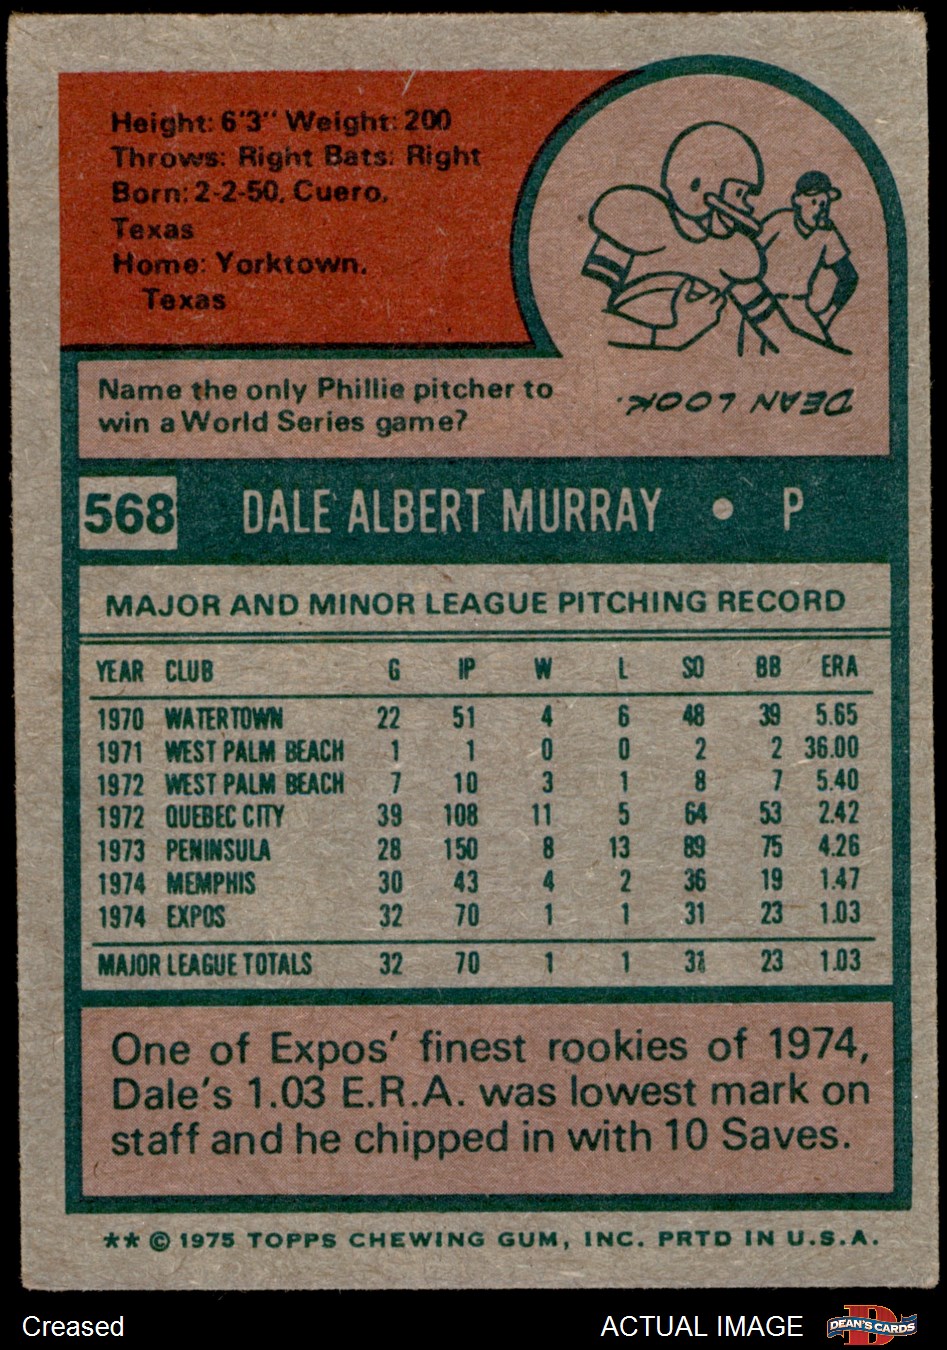 Height: 6'3" Weight: 200
Throws: Right Bats: Right
Born: 2-2-50, Cuero,
Texas
Home: Yorktown,
Texas
Name the only Phillie pitcher to
win a World Series game?
DEAN LOOK.
568 DALE ALBERT MURRAY • P
MAJOR AND MINOR LEAGUE PITCHING RECORD
YEAR CLUB G IP W L SO BB ERA
1970 WATERTOWN 22 51 4 6 48 39 5.65
1971 WEST PALM BEACH 1 1 0 0 2 2 36.00
1972 WEST PALM BEACH 7 10 3 1 8 7 5.40
1972 QUEBEC CITY 39 108 11 5 64 53 2.42
1973 PENINSULA 28 150 8 13 89 75 4.26
1974 MEMPHIS 30 43 4 2 36 19 1.47
1974 EXPOS 32 70 1 1 31 23 1.03
MAJOR LEAGUE TOTALS 32 70 1 1 31 23 1.03
One of Expos' finest rookies of 1974,
Dale's 1.03 E.R.A. was lowest mark on
staff and he chipped in with 10 Saves.
** © 1975 TOPPS CHEWING GUM, INC. PRTD IN U.S.A.
Creased
ACTUAL IMAGE
D
DEAN'S CARDS